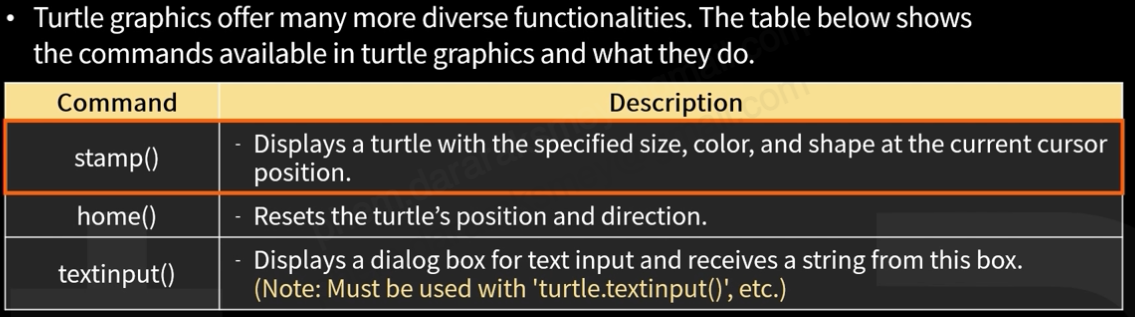 • Turtle graphics offer many more diverse functionalities. The table below shows
the commands available in turtle graphics and what they do.
Command Description
stamp() - Displays a turtle with the specified size, color, and shape at the current cursor
position.
home() - Resets the turtle’s position and direction.
textinput() - Displays a dialog box for text input and receives a string from this box.
(Note: Must be used with 'turtle.textinput()', etc.)